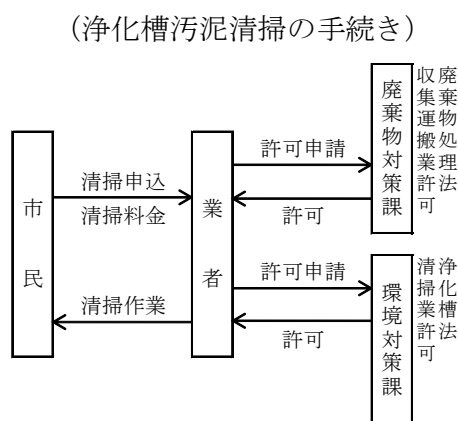 （浄化槽汚泥清掃の手続き）
市民
清掃申込
清掃料金
清掃作業
業者
許可申請
許可
許可申請
許可
廃棄物対策課
廃棄物処理法
収集運搬業許可
環境対策課
浄化槽法
清掃業許可